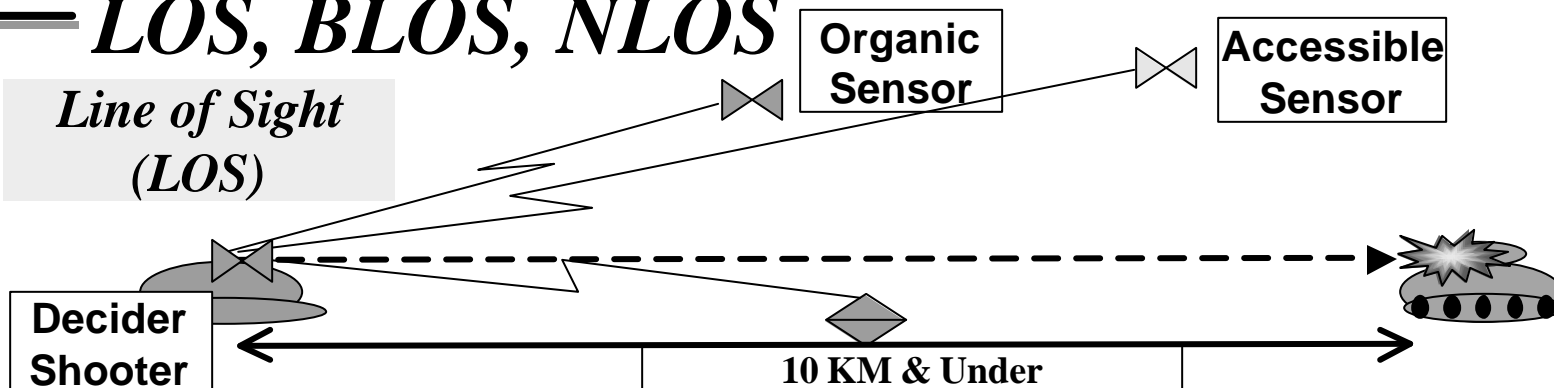 LOS, BLOS, NLOS
Organic
Sensor
Accessible
Sensor
Line of Sight
(LOS)
Decider
Shooter
10 KM & Under